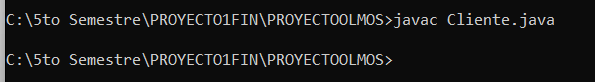 C:\5to Semestre\PROYECTO1FIN\PROYECTOOLMOS>javac Cliente.java
C:\5to Semestre\PROYECTO1FIN\PROYECTOOLMOS>